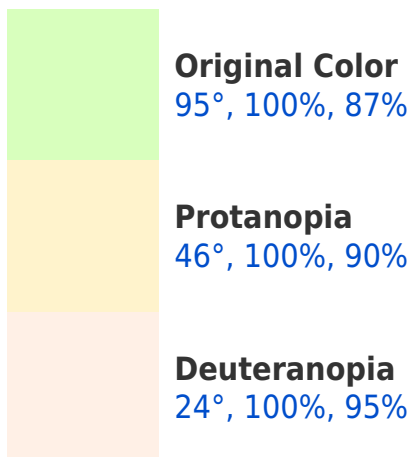 Original Color
95°, 100%, 87%
Protanopia
46°, 100%, 90%
Deuteranopia
24°, 100%, 95%